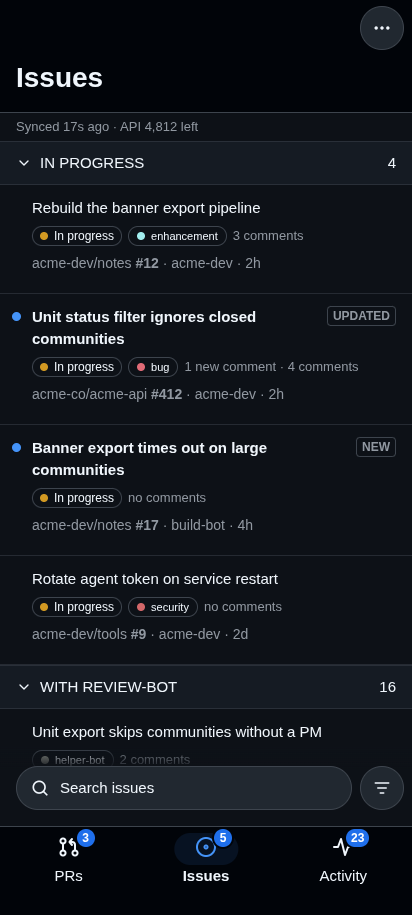 Issues
Synced 17s ago · API 4,812 left
IN PROGRESS 4
Rebuild the banner export pipeline
In progress enhancement 3 comments
acme-dev/notes #12 · acme-dev · 2h
Unit status filter ignores closed UPDATED
communities
In progress bug 1 new comment · 4 comments
acme-co/acme-api #412 · acme-dev · 2h
Banner export times out on large NEW
communities
In progress no comments
acme-dev/notes #17 · build-bot · 4h
Rotate agent token on service restart
In progress security no comments
acme-dev/tools #9 · acme-dev · 2d
WITH REVIEW-BOT 16
Unit export skips communities without a PM
helper-bot 2 comments
Search issues
3 5 23
PRs Issues Activity